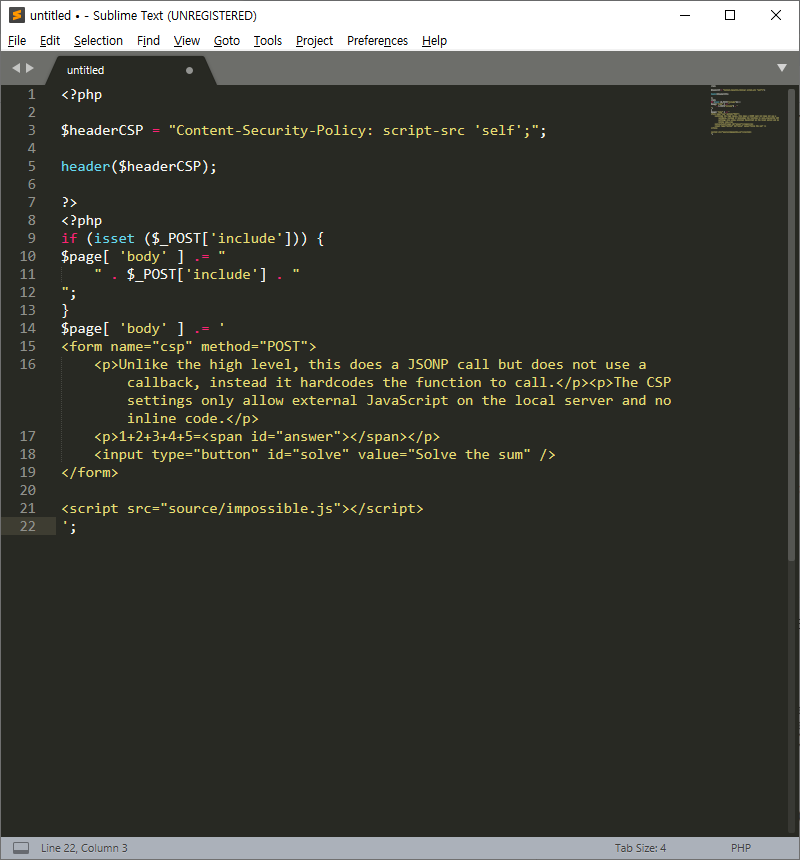 untitled • - Sublime Text (UNREGISTERED)
File Edit Selection Find View Goto Tools Project Preferences Help
untitled
1 <?php
2
3 $headerCSP = "Content-Security-Policy: script-src 'self';";
4
5 header($headerCSP);
6
7 ?>
8 <?php
9 if (isset ($_POST['include'])) {
10 $page[ 'body' ] .= "
11     " . $_POST['include'] . "
12 ";
13 }
14 $page[ 'body' ] .= '
15 <form name="csp" method="POST">
16     <p>Unlike the high level, this does a JSONP call but does not use a
callback, instead it hardcodes the function to call.</p><p>The CSP
settings only allow external JavaScript on the local server and no
inline code.</p>
17     <p>1+2+3+4+5=<span id="answer"></span></p>
18     <input type="button" id="solve" value="Solve the sum" />
19 </form>
20
21 <script src="source/impossible.js"></script>
22 ';
Line 22, Column 3 Tab Size: 4 PHP